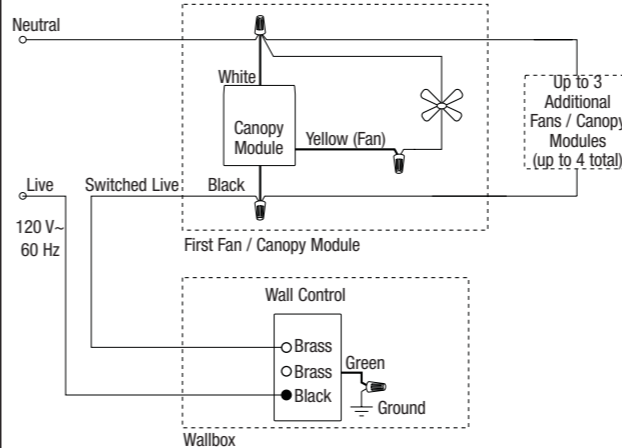 Neutral
White
Canopy
Module
Yellow (Fan)
Up to 3
Additional
Fans / Canopy
Modules
(up to 4 total)
Live
Switched Live
Black
120 V~
60 Hz
First Fan / Canopy Module
Wall Control
Brass
Brass
Green
Black
Ground
Wallbox